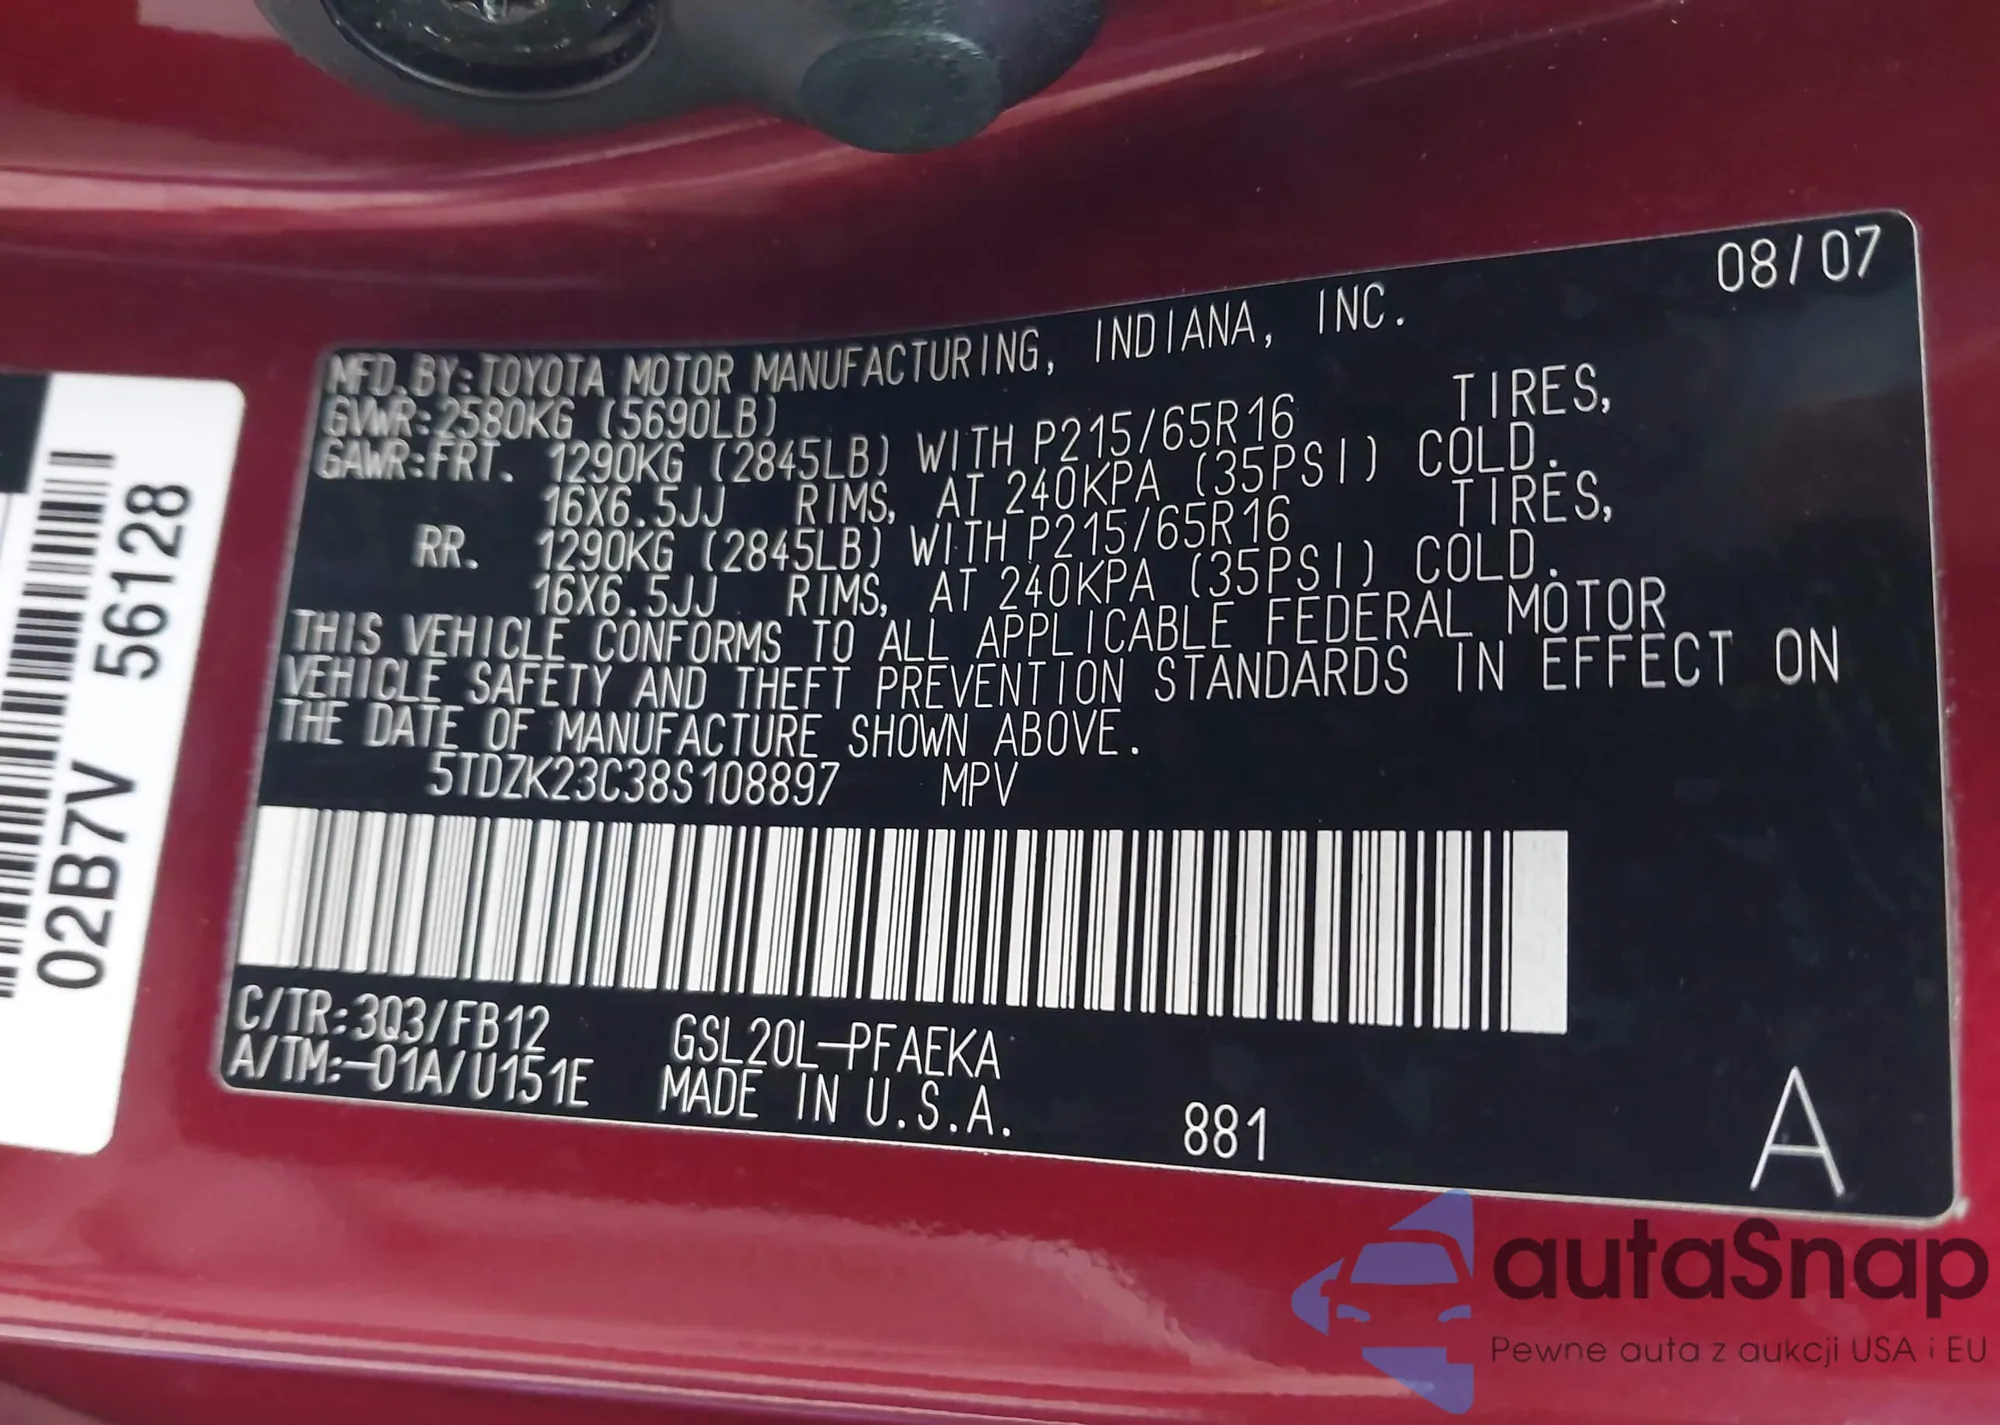 08/07
MFD.BY:TOYOTA MOTOR MANUFACTURING, INDIANA, INC.
GVWR:2580KG (5690LB)
GAWR:FRT. 1290KG (2845LB) WITH P215/65R16 TIRES,
16X6.5JJ RIMS, AT 240KPA (35PSI) COLD.
RR. 1290KG (2845LB) WITH P215/65R16 TIRES,
16X6.5JJ RIMS, AT 240KPA (35PSI) COLD.
THIS VEHICLE CONFORMS TO ALL APPLICABLE FEDERAL MOTOR
VEHICLE SAFETY AND THEFT PREVENTION STANDARDS IN EFFECT ON
THE DATE OF MANUFACTURE SHOWN ABOVE.
5TDZK23C38S108897 MPV
C/TR:3Q3/FB12 GSL20L-PFAEKA
A/TM:-01A/U151E MADE IN U.S.A. 881 A
02B7V 56128
autaSnap
Pewne auta z aukcji USA i EU